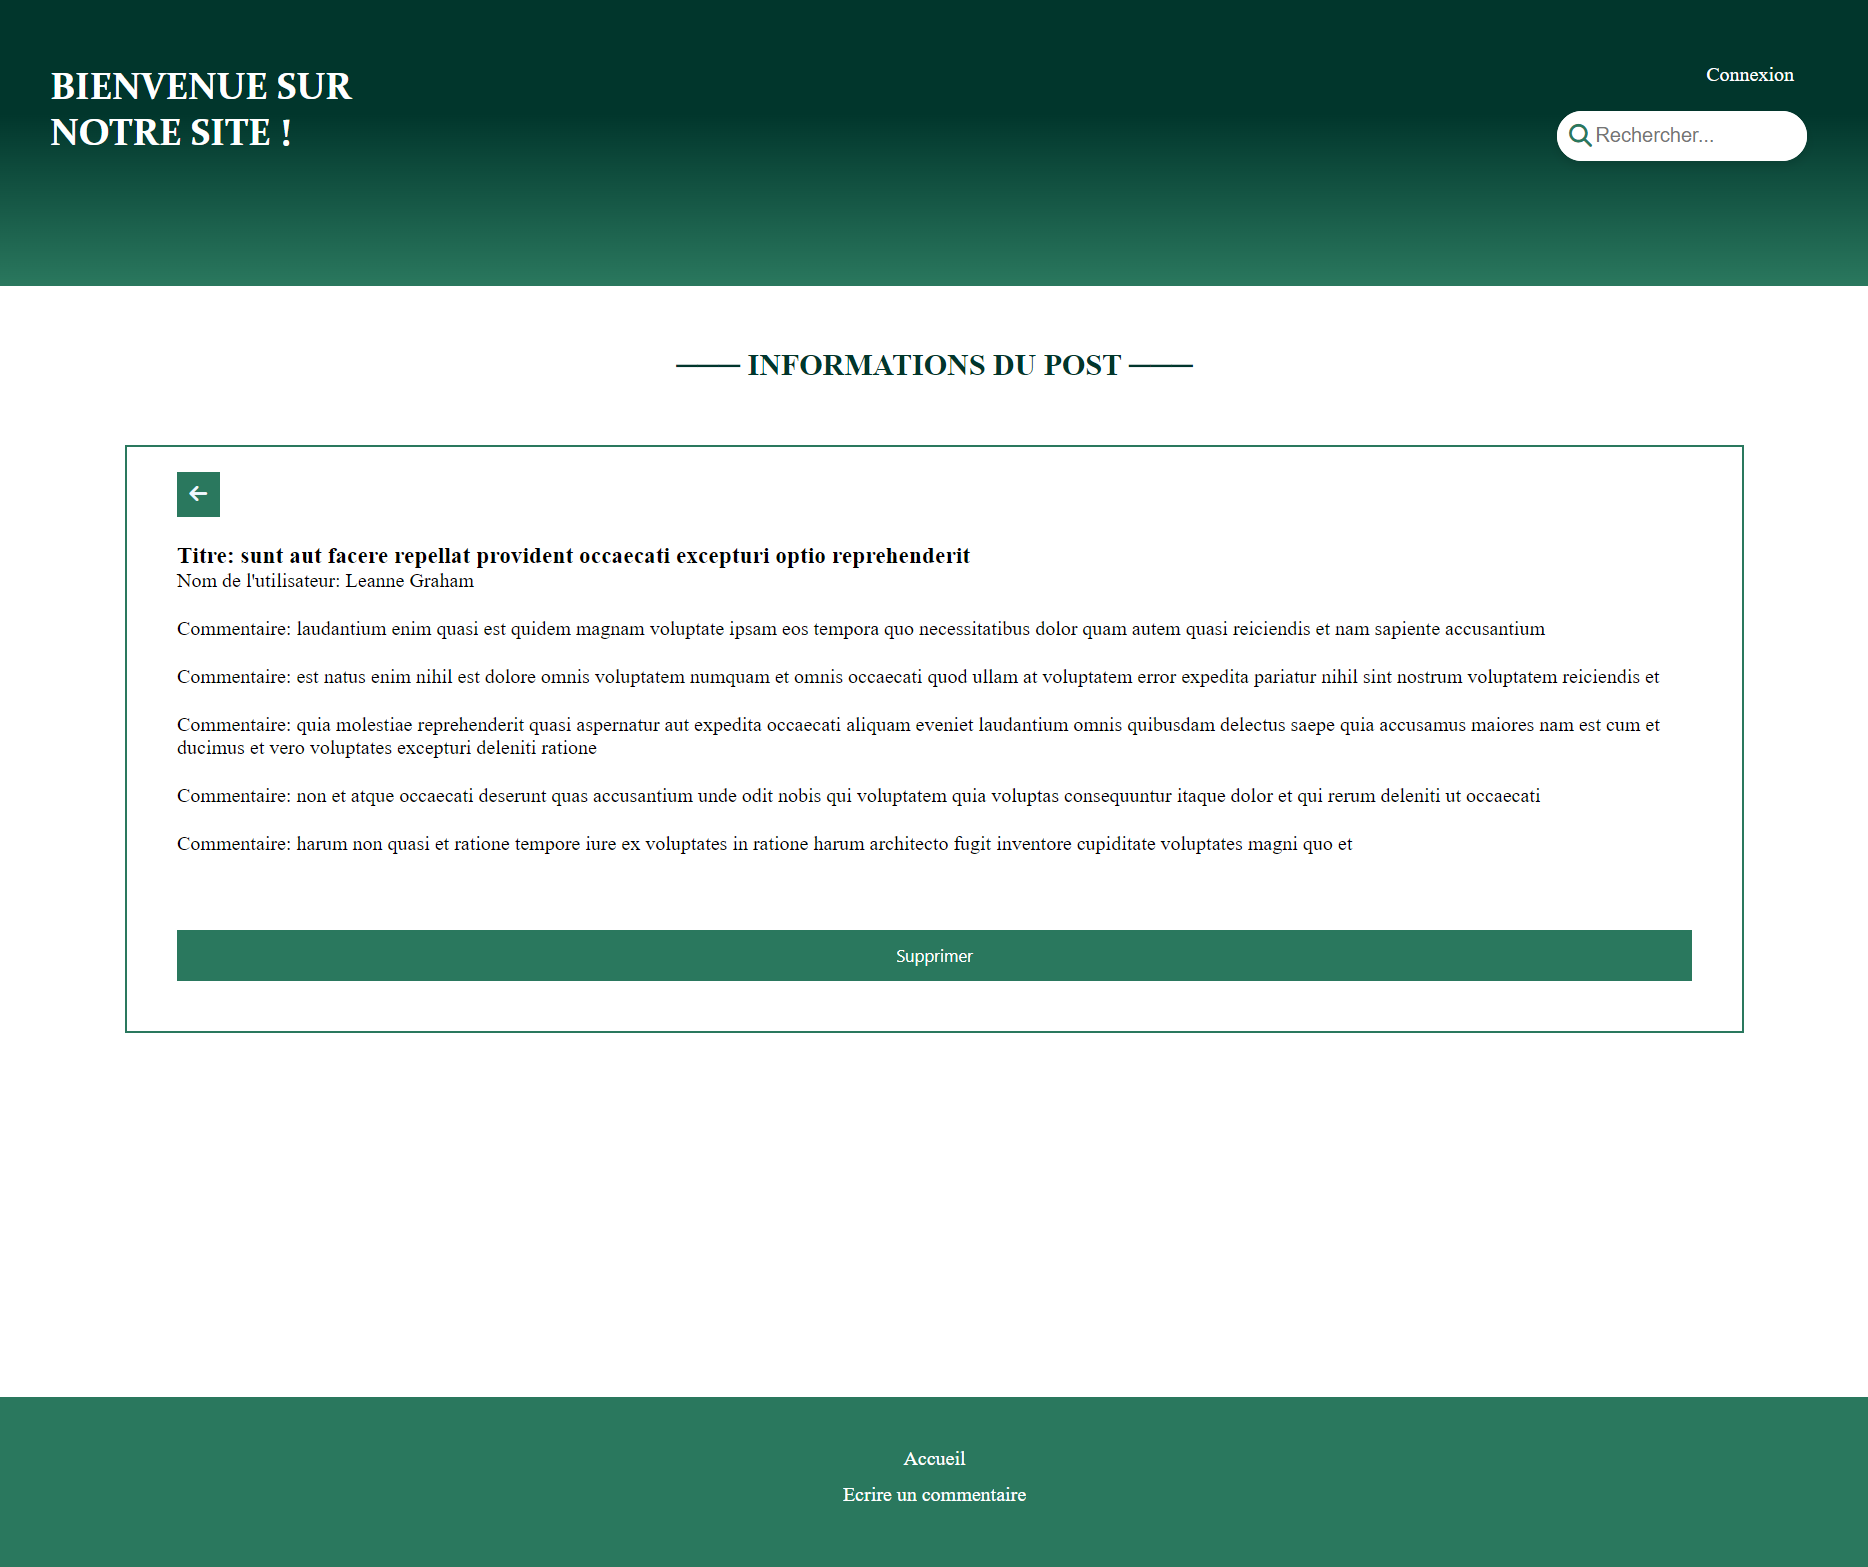 BIENVENUE SUR
NOTRE SITE !
Connexion
Rechercher...
—— INFORMATIONS DU POST ——
Titre: sunt aut facere repellat provident occaecati excepturi optio reprehenderit
Nom de l'utilisateur: Leanne Graham
Commentaire: laudantium enim quasi est quidem magnam voluptate ipsam eos tempora quo necessitatibus dolor quam autem quasi reiciendis et nam sapiente accusantium
Commentaire: est natus enim nihil est dolore omnis voluptatem numquam et omnis occaecati quod ullam at voluptatem error expedita pariatur nihil sint nostrum voluptatem reiciendis et
Commentaire: quia molestiae reprehenderit quasi aspernatur aut expedita occaecati aliquam eveniet laudantium omnis quibusdam delectus saepe quia accusamus maiores nam est cum et
ducimus et vero voluptates excepturi deleniti ratione
Commentaire: non et atque occaecati deserunt quas accusantium unde odit nobis qui voluptatem quia voluptas consequuntur itaque dolor et qui rerum deleniti ut occaecati
Commentaire: harum non quasi et ratione tempore iure ex voluptates in ratione harum architecto fugit inventore cupiditate voluptates magni quo et
Supprimer
Accueil
Ecrire un commentaire